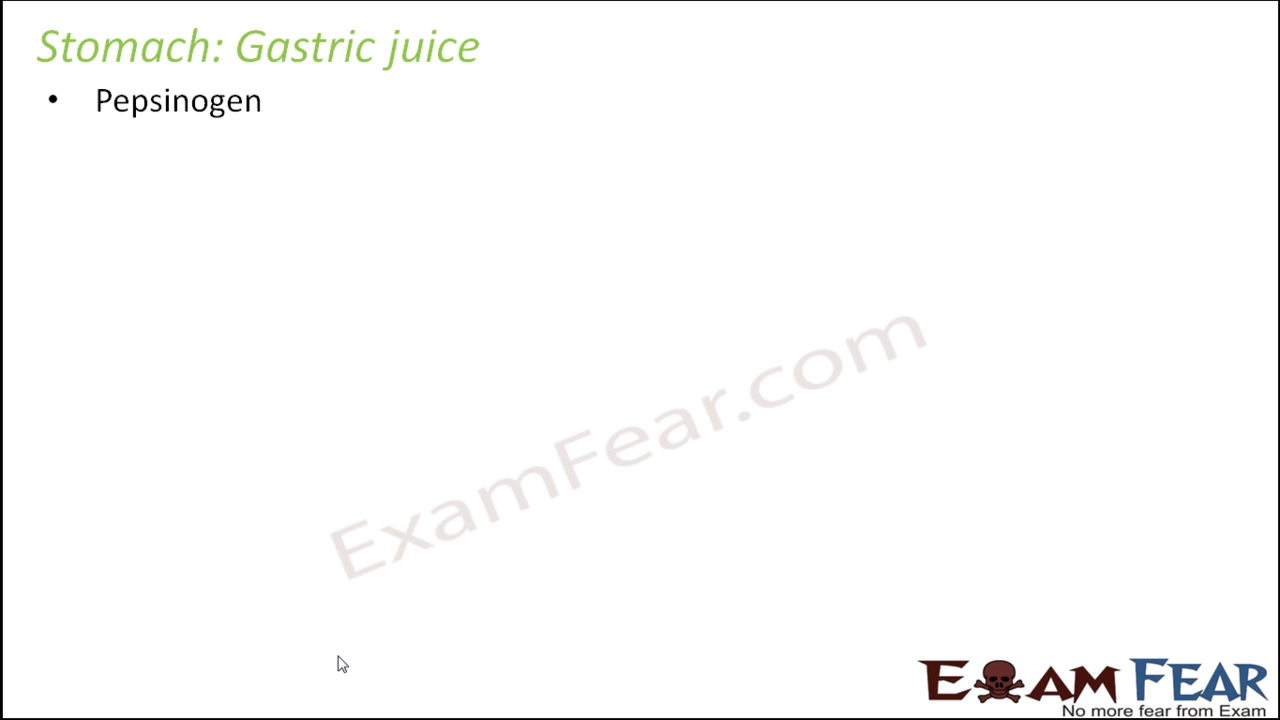 Stomach: Gastric juice
• Pepsinogen
ExamFear.com
EXAM FEAR
No more fear from Exam